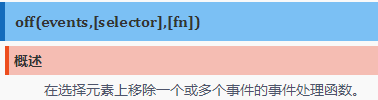 off(events,[selector],[fn])
概述
在选择元素上移除一个或多个事件的事件处理函数。